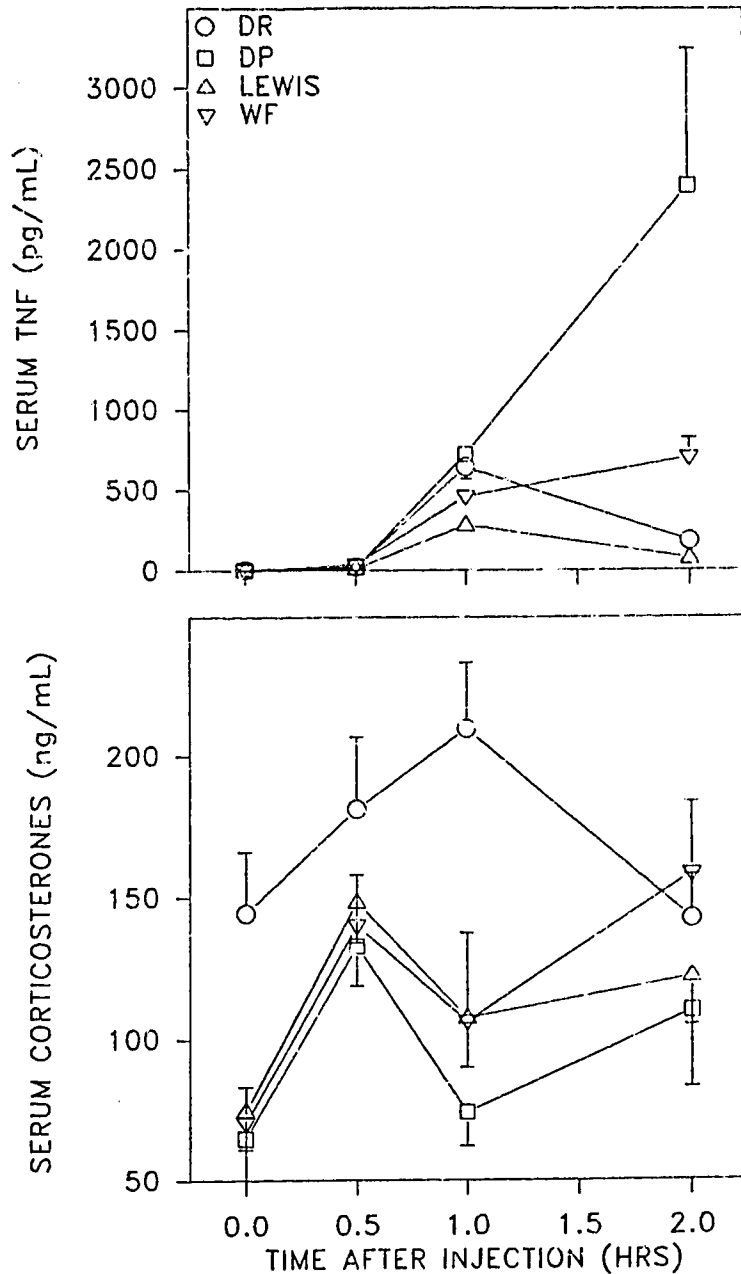 DR
DP
LEWIS
WF
3000
2500
2000
1500
1000
500
0
SERUM TNF (pg/mL)
200
150
100
50
SERUM CORTICOSTERONES (ng/mL)
0.0 0.5 1.0 1.5 2.0
TIME AFTER INJECTION (HRS)